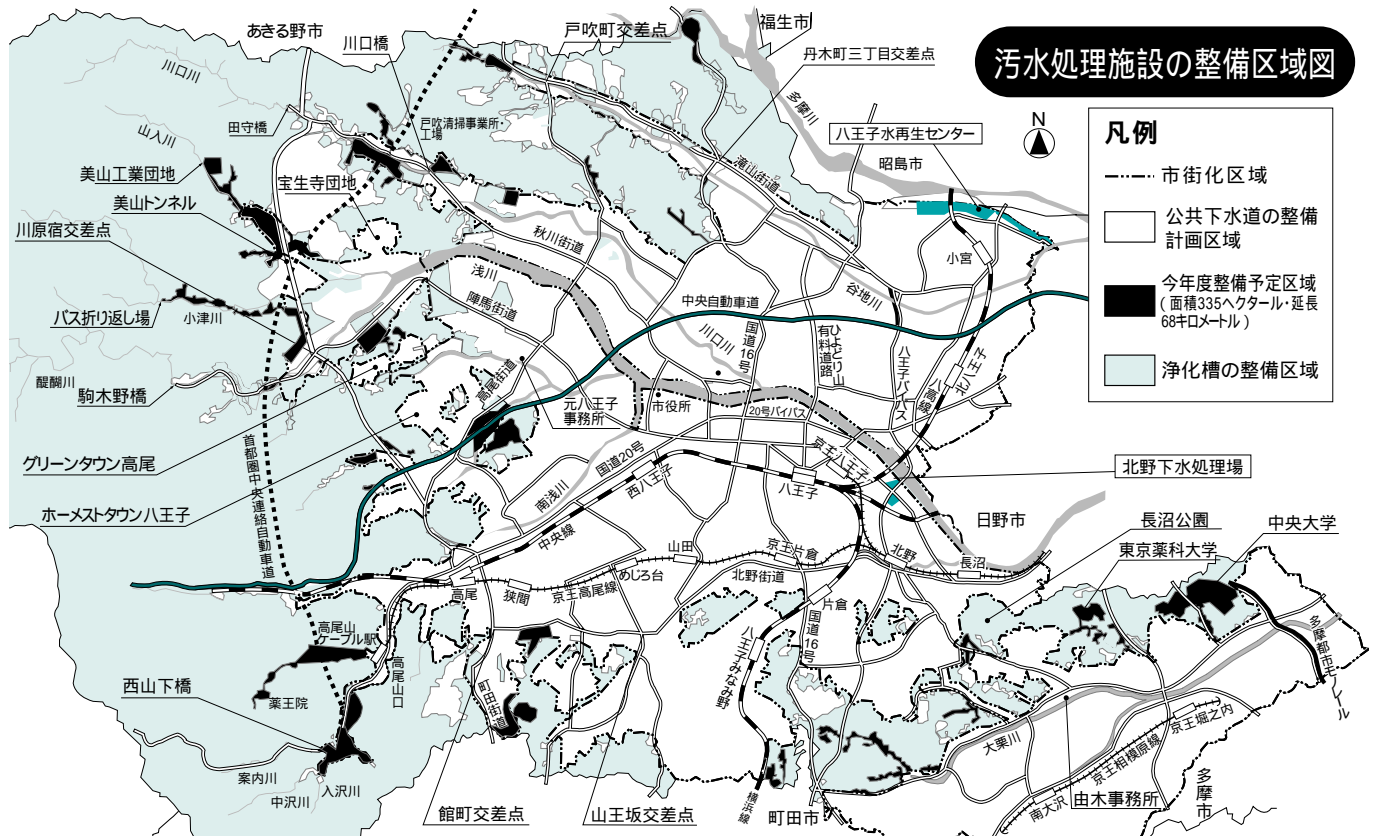 汚水処理施設の整備区域図
凡例
市街化区域
公共下水道の整備
計画区域
今年度整備予定区域
(面積335ヘクタール・延長
68キロメートル)
浄化槽の整備区域
N
あきる野市
川口橋
戸吹町交差点
福生市
丹木町三丁目交差点
多摩川
八王子水再生センター
昭島市
川口川
山入川
田守橋
戸吹清掃事業所・
工場
滝山街道
美山工業団地
宝生寺団地
美山トンネル
川原宿交差点
秋川街道
浅川
陣馬街道
中央自動車道
谷地川
小宮
バス折り返し場
小津川
川口川
国道16号
ひよどり山
有料道路
八王子バイパス
北八王子
八高線
醍醐川
駒木野橋
高尾街道
元八王子
事務所
市役所
20号バイパス
グリーンタウン高尾
首都圏中央連絡自動車道
国道20号
西八王子
京王八王子
八王子
北野下水処理場
ホーメストタウン八王子
南浅川
中央線
日野市
長沼公園
中央大学
東京薬科大学
山田
京王片倉
北野
長沼
高尾
狭間
京王高尾線
めじろ台
北野街道
片倉
国道16号
高尾山
ケーブル駅
高尾山口
八王子みなみ野
多摩都市モノレール
西山下橋
薬王院
町田街道
大栗川
京王堀之内
京王相模原線
案内川
中沢川
入沢川
館町交差点
山王坂交差点
横浜線
町田市
南大沢
由木事務所
多摩市